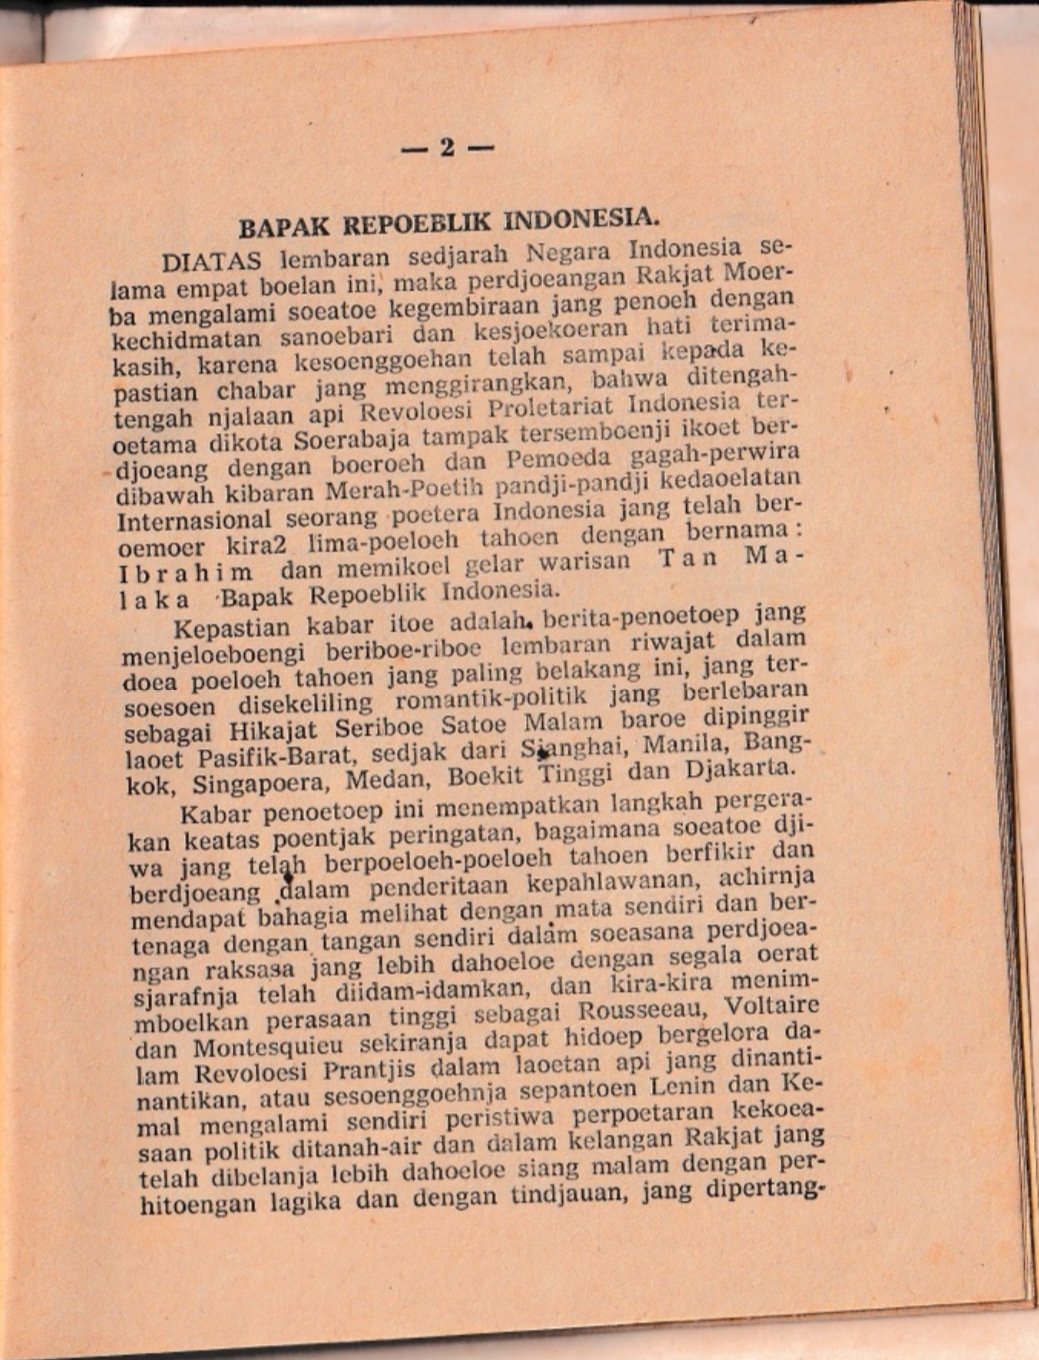 — 2 —
BAPAK REPOEBLIK INDONESIA.
DIATAS lembaran sedjarah Negara Indonesia se-
lama empat boelan ini, maka perdjoeangan Rakjat Moer-
ba mengalami soeatoe kegembiraan jang penoeh dengan
kechidmatan sanoebari dan kesjoekoeran hati terima-
kasih, karena kesoenggoehan telah sampai kepada ke-
pastian chabar jang menggirangkan, bahwa ditengah-
tengah njalaan api Revoloesi Proletariat Indonesia ter-
oetama dikota Soerabaja tampak tersemboenji ikoet ber-
djoeang dengan boeroeh dan Pemoeda gagah-perwira
dibawah kibaran Merah-Poetih pandji-pandji kedaoelatan
Internasional seorang poetera Indonesia jang telah ber-
oemoer kira2 lima-poeloeh tahoen dengan bernama :
Ibrahim dan memikoel gelar warisan Tan Ma-
laka Bapak Repoeblik Indonesia.
Kepastian kabar itoe adalah berita-penoetoep jang
menjeloeboengi beriboe-riboe lembaran riwajat dalam
doea poeloeh tahoen jang paling belakang ini, jang ter-
soesoen disekeliling romantik-politik jang berlebaran
sebagai Hikajat Seriboe Satoe Malam baroe dipinggir
laoet Pasifik-Barat, sedjak dari Sjanghai, Manila, Bang-
kok, Singapoera, Medan, Boekit Tinggi dan Djakarta.
Kabar penoetoep ini menempatkan langkah pergera-
kan keatas poentjak peringatan, bagaimana soeatoe dji-
wa jang telah berpoeloeh-poeloeh tahoen berfikir dan
berdjoeang dalam penderitaan kepahlawanan, achirnja
mendapat bahagia melihat dengan mata sendiri dan ber-
tenaga dengan tangan sendiri dalam soeasana perdjoea-
ngan raksasa jang lebih dahoeloe dengan segala oerat
sjarafnja telah diidam-idamkan, dan kira-kira menim-
mboelkan perasaan tinggi sebagai Rousseeau, Voltaire
dan Montesquieu sekiranja dapat hidoep bergelora da-
lam Revoloesi Prantjis dalam laoetan api jang dinanti-
nantikan, atau sesoenggoehnja sepantoen Lenin dan Ke-
mal mengalami sendiri peristiwa perpoetaran kekoea-
saan politik ditanah-air dan dalam kelangan Rakjat jang
telah dibelanja lebih dahoeloe siang malam dengan per-
hitoengan lagika dan dengan tindjauan, jang dipertang-